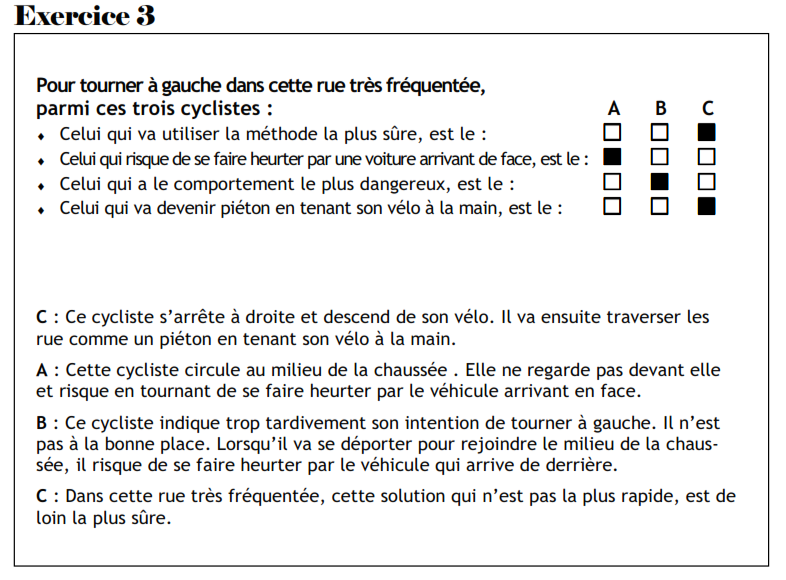 Exercice 3
Pour tourner à gauche dans cette rue très fréquentée,
parmi ces trois cyclistes : A B C
♦ Celui qui va utiliser la méthode la plus sûre, est le : □ □ ■
♦ Celui qui risque de se faire heurter par une voiture arrivant de face, est le : ■ □ □
♦ Celui qui a le comportement le plus dangereux, est le : □ ■ □
♦ Celui qui va devenir piéton en tenant son vélo à la main, est le : □ □ ■
C : Ce cycliste s'arrête à droite et descend de son vélo. Il va ensuite traverser les
rue comme un piéton en tenant son vélo à la main.
A : Cette cycliste circule au milieu de la chaussée . Elle ne regarde pas devant elle
et risque en tournant de se faire heurter par le véhicule arrivant en face.
B : Ce cycliste indique trop tardivement son intention de tourner à gauche. Il n'est
pas à la bonne place. Lorsqu'il va se déporter pour rejoindre le milieu de la chaus-
sée, il risque de se faire heurter par le véhicule qui arrive de derrière.
C : Dans cette rue très fréquentée, cette solution qui n'est pas la plus rapide, est de
loin la plus sûre.